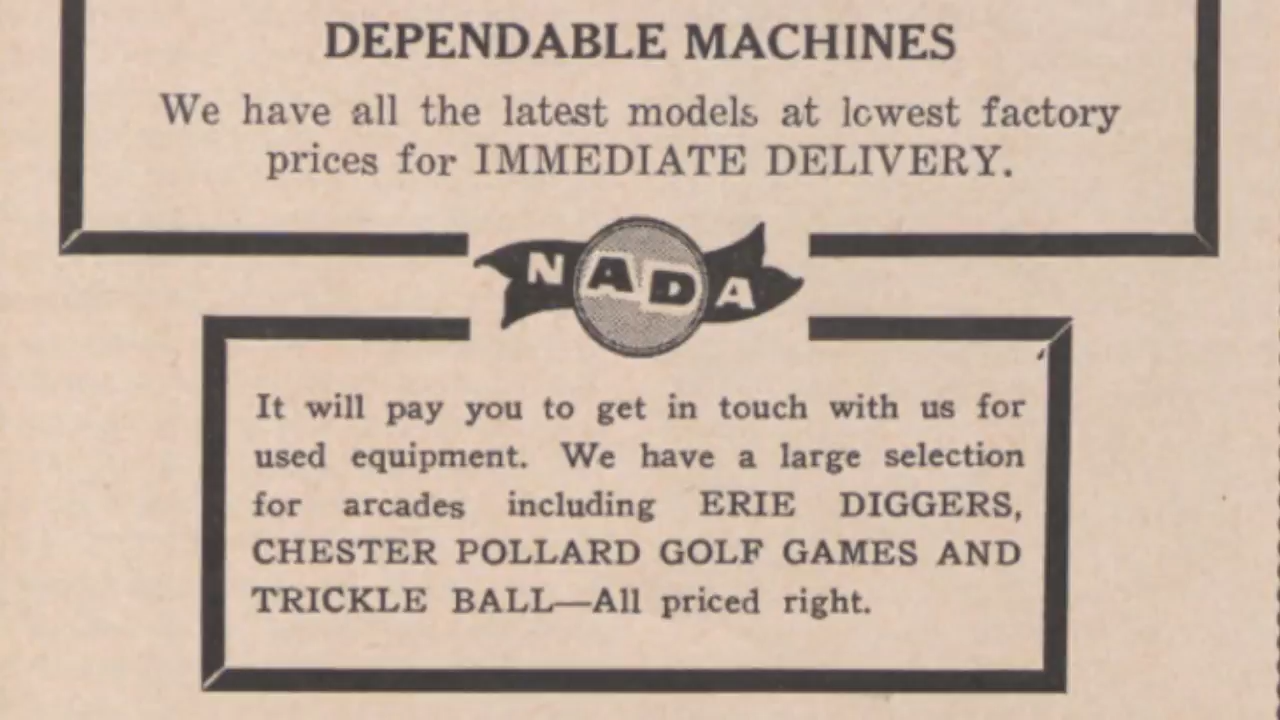 DEPENDABLE MACHINES
We have all the latest models at lowest factory
prices for IMMEDIATE DELIVERY.
NADA
It will pay you to get in touch with us for
used equipment. We have a large selection
for arcades including ERIE DIGGERS,
CHESTER POLLARD GOLF GAMES AND
TRICKLE BALL—All priced right.